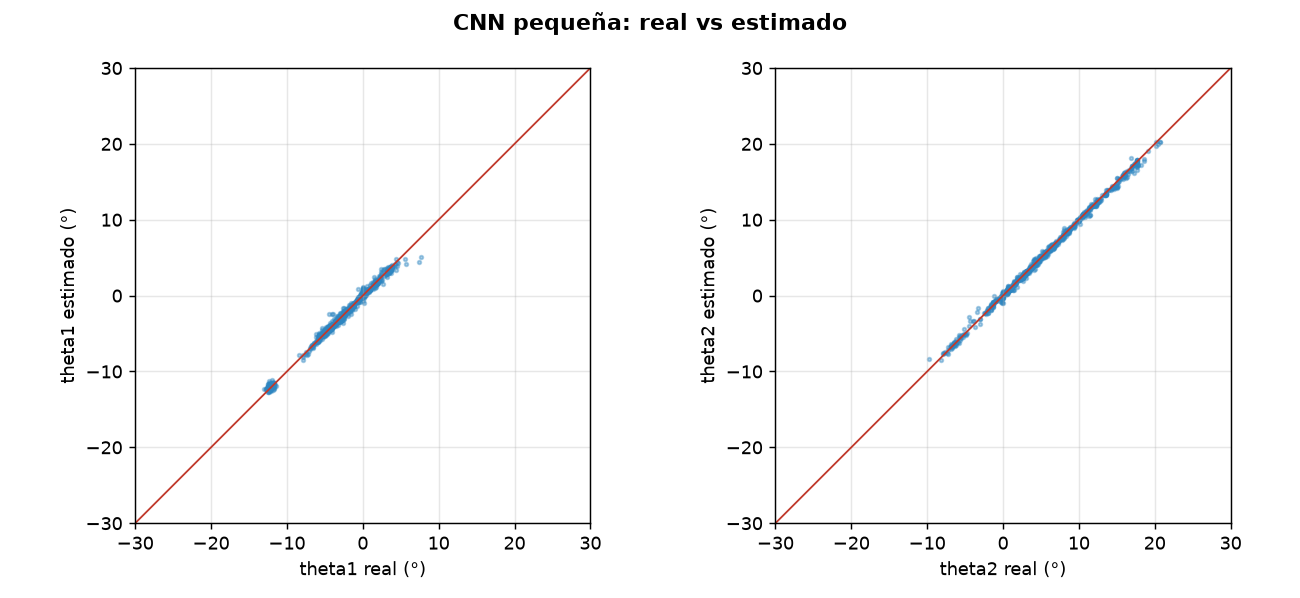 CNN pequeña: real vs estimado
30
20
10
0
−10
−20
−30
−30 −20 −10 0 10 20 30
theta1 estimado (°)
theta1 real (°)
30
20
10
0
−10
−20
−30
−30 −20 −10 0 10 20 30
theta2 estimado (°)
theta2 real (°)